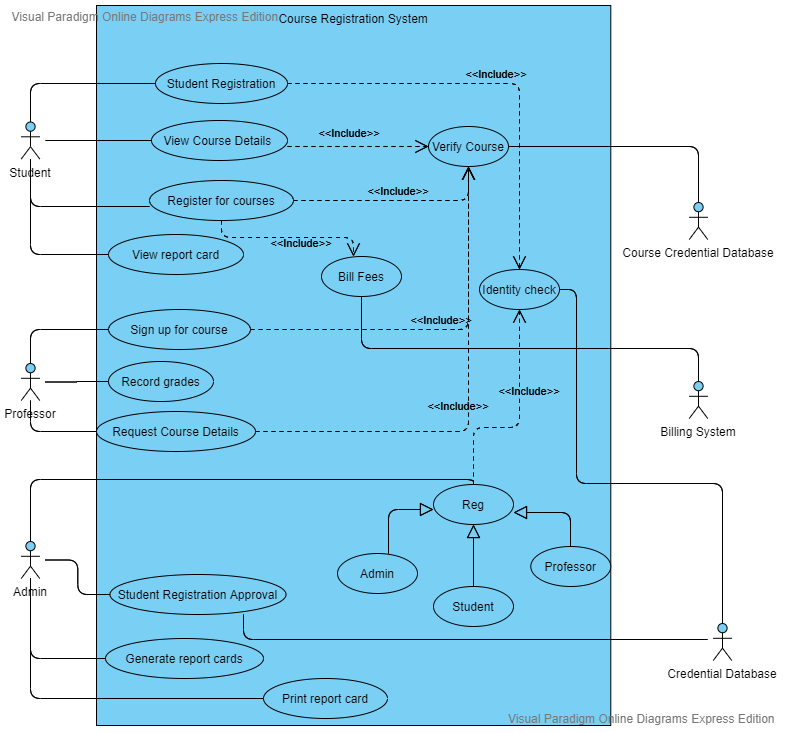 Visual Paradigm Online Diagrams Express Edition
Course Registration System
<<Include>>
Student Registration
<<Include>>
View Course Details
Verify Course
Student
<<Include>>
Register for courses
<<Include>>
View report card
Course Credential Database
Bill Fees
Identity check
<<Include>>
Sign up for course
Record grades
<<Include>>
<<Include>>
Professor
Request Course Details
Billing System
Reg
Admin
Professor
Admin
Student Registration Approval
Student
Generate report cards
Credential Database
Print report card
Visual Paradigm Online Diagrams Express Edition